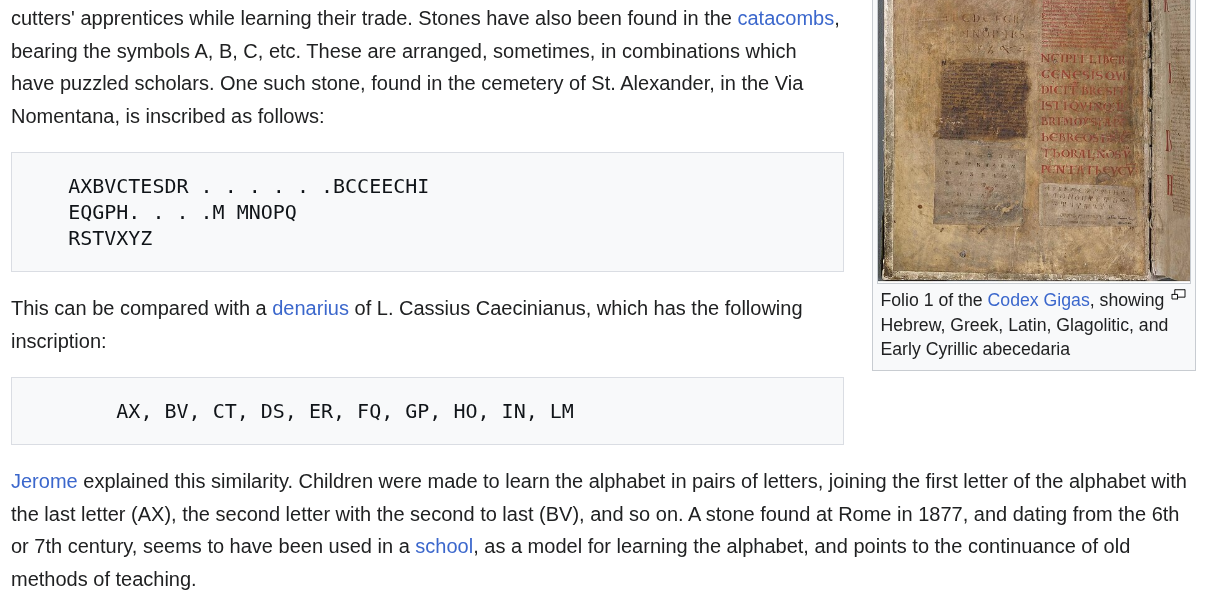 cutters' apprentices while learning their trade. Stones have also been found in the catacombs,
bearing the symbols A, B, C, etc. These are arranged, sometimes, in combinations which
have puzzled scholars. One such stone, found in the cemetery of St. Alexander, in the Via
Nomentana, is inscribed as follows:
AXBVCTESDR . . . . . .BCCEECHI
EQGPH. . . .M MNOPQ
RSTVXYZ
This can be compared with a denarius of L. Cassius Caecinianus, which has the following
inscription:
AX, BV, CT, DS, ER, FQ, GP, HO, IN, LM
Jerome explained this similarity. Children were made to learn the alphabet in pairs of letters, joining the first letter of the alphabet with
the last letter (AX), the second letter with the second to last (BV), and so on. A stone found at Rome in 1877, and dating from the 6th
or 7th century, seems to have been used in a school, as a model for learning the alphabet, and points to the continuance of old
methods of teaching.
Folio 1 of the Codex Gigas, showing
Hebrew, Greek, Latin, Glagolitic, and
Early Cyrillic abecedaria